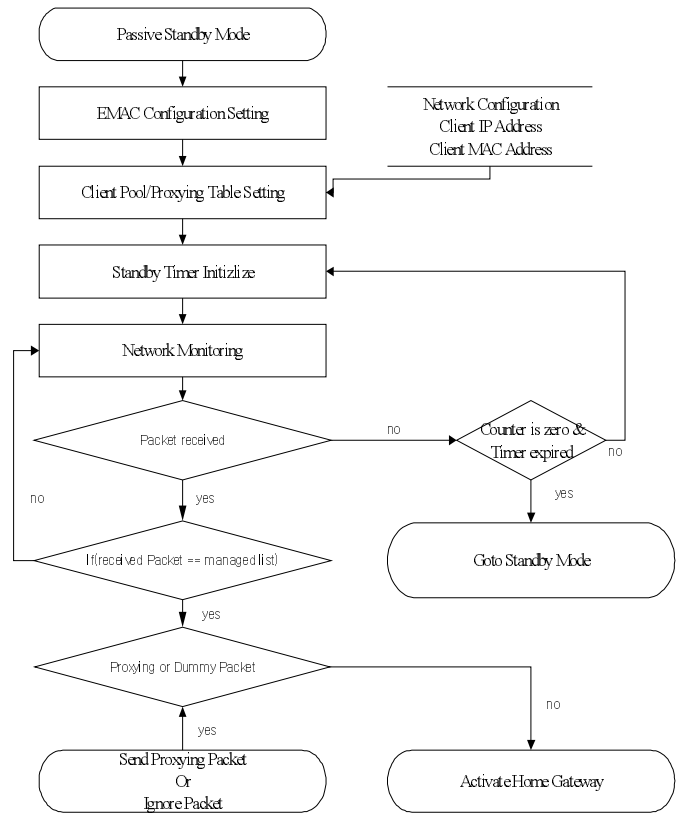 Passive Standby Mode
EMAC Configuration Setting
Network Configuration
Client IP Address
Client MAC Address
Client Pool/Proxying Table Setting
Standby Timer Initizlize
Network Monitoring
Packet received
no
Counter is zero &
Timer expired
no
yes
no
yes
If(received Packet == managed list)
Goto Standby Mode
yes
Proxying or Dummy Packet
no
yes
Send Proxying Packet
Or
Ignore Packet
Activate Home Gateway